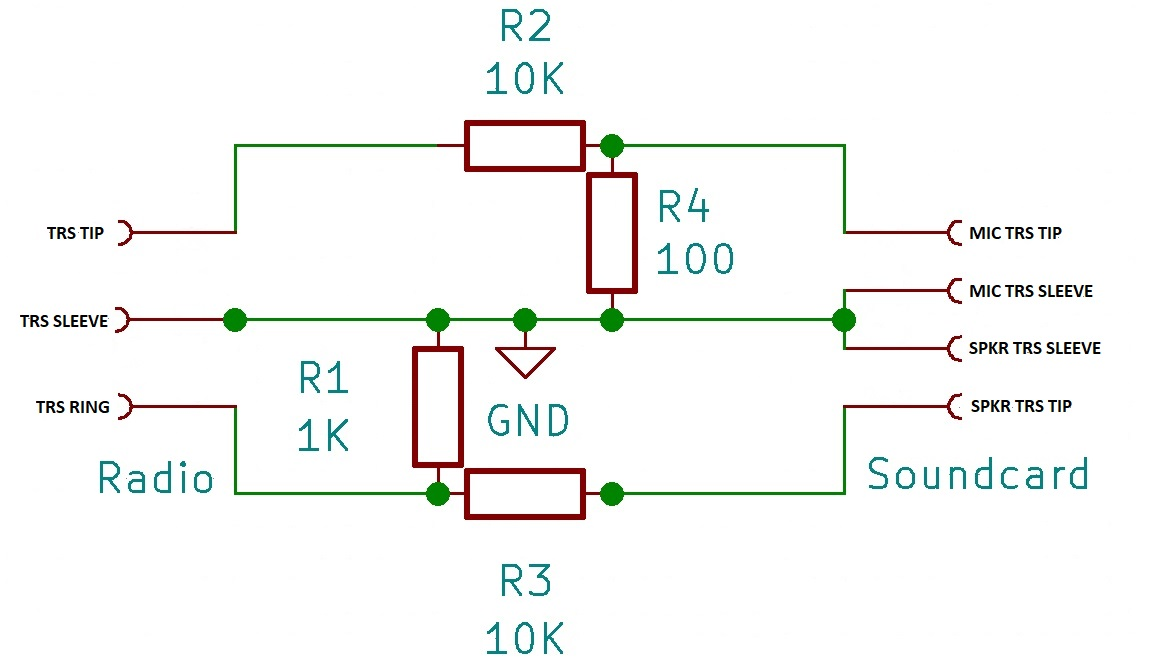 R2
10K
R4
100
TRS TIP
MIC TRS TIP
MIC TRS SLEEVE
TRS SLEEVE
SPKR TRS SLEEVE
R1
1K
GND
TRS RING
SPKR TRS TIP
Radio
Soundcard
R3
10K